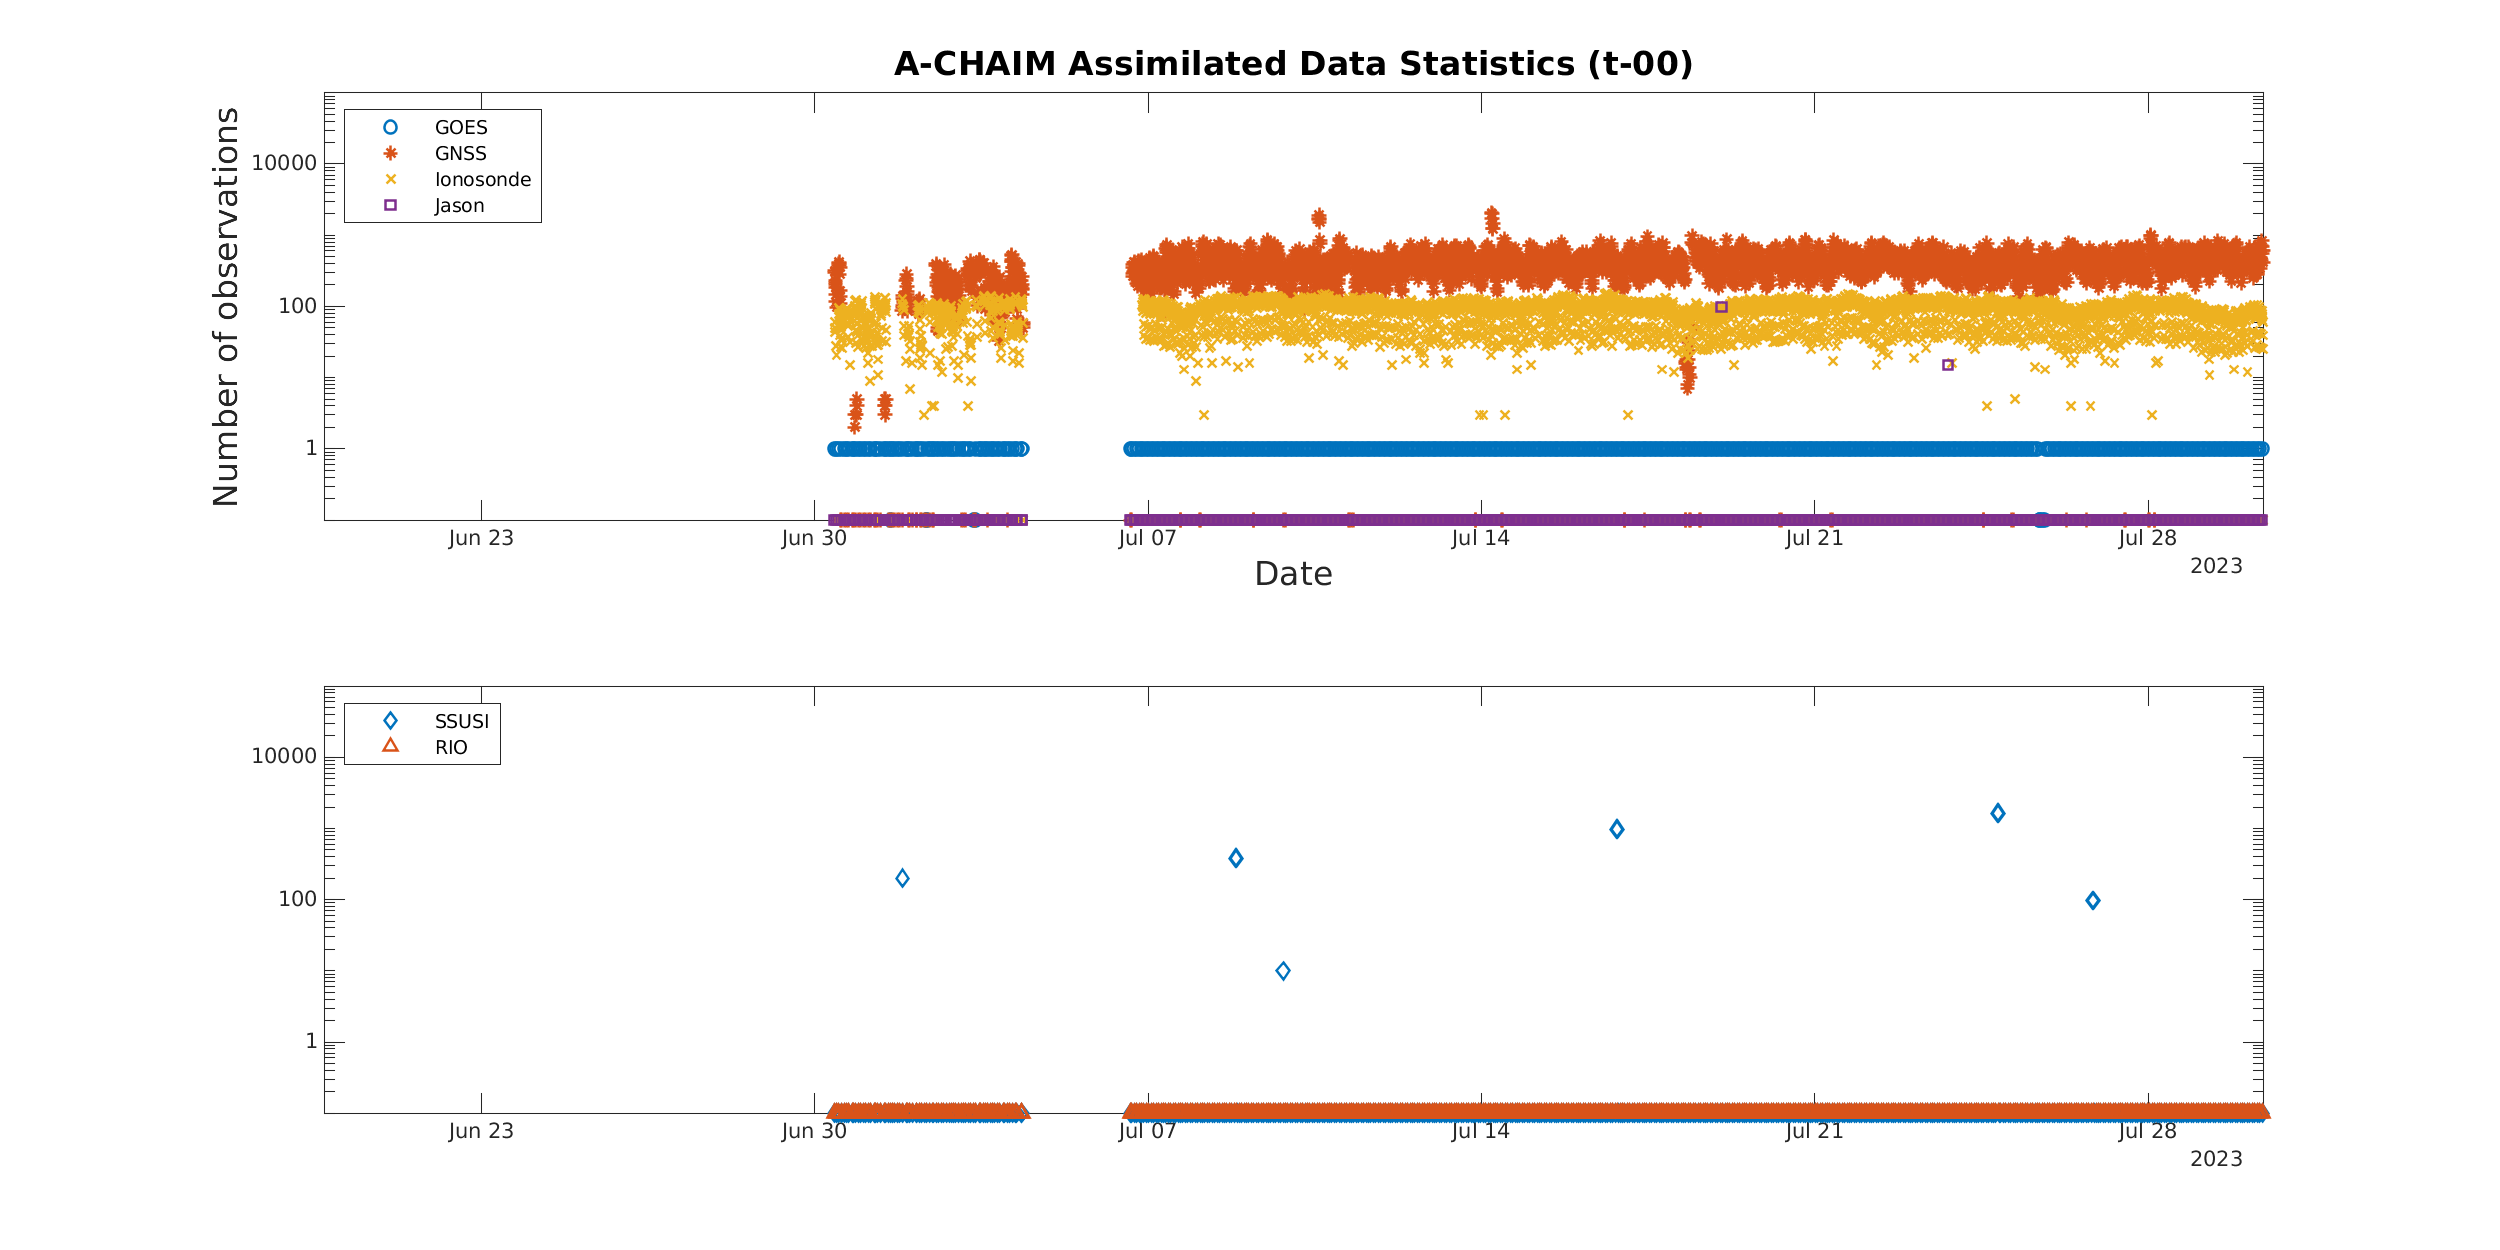 A-CHAIM Assimilated Data Statistics (t-00)
Number of observations
10000
100
1
GOES
GNSS
Ionosonde
Jason
Jun 23 Jun 30 Jul 07 Jul 14 Jul 21 Jul 28
2023
Date
10000
100
1
SSUSI
RIO
Jun 23 Jun 30 Jul 07 Jul 14 Jul 21 Jul 28
2023